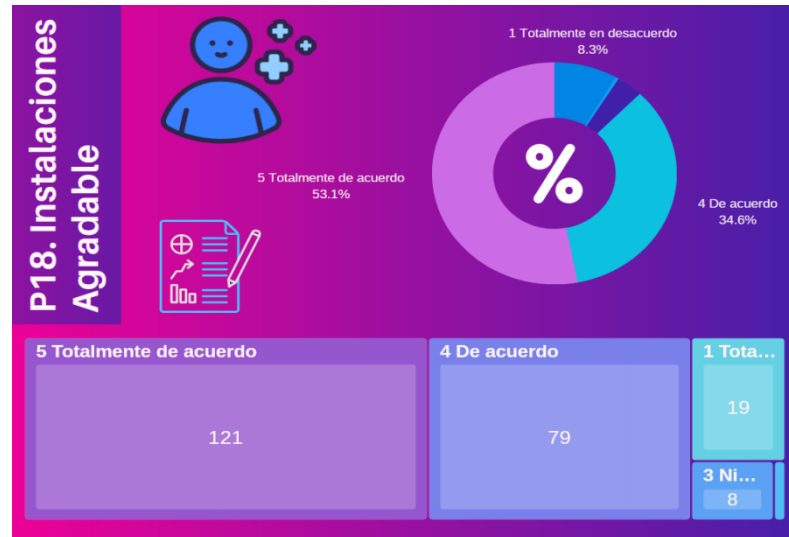 P18. Instalaciones
Agradable
1 Totalmente en desacuerdo
8.3%
5 Totalmente de acuerdo
53.1%
%
4 De acuerdo
34.6%
5 Totalmente de acuerdo
121
4 De acuerdo
79
1 Tota...
19
3 Ni...
8